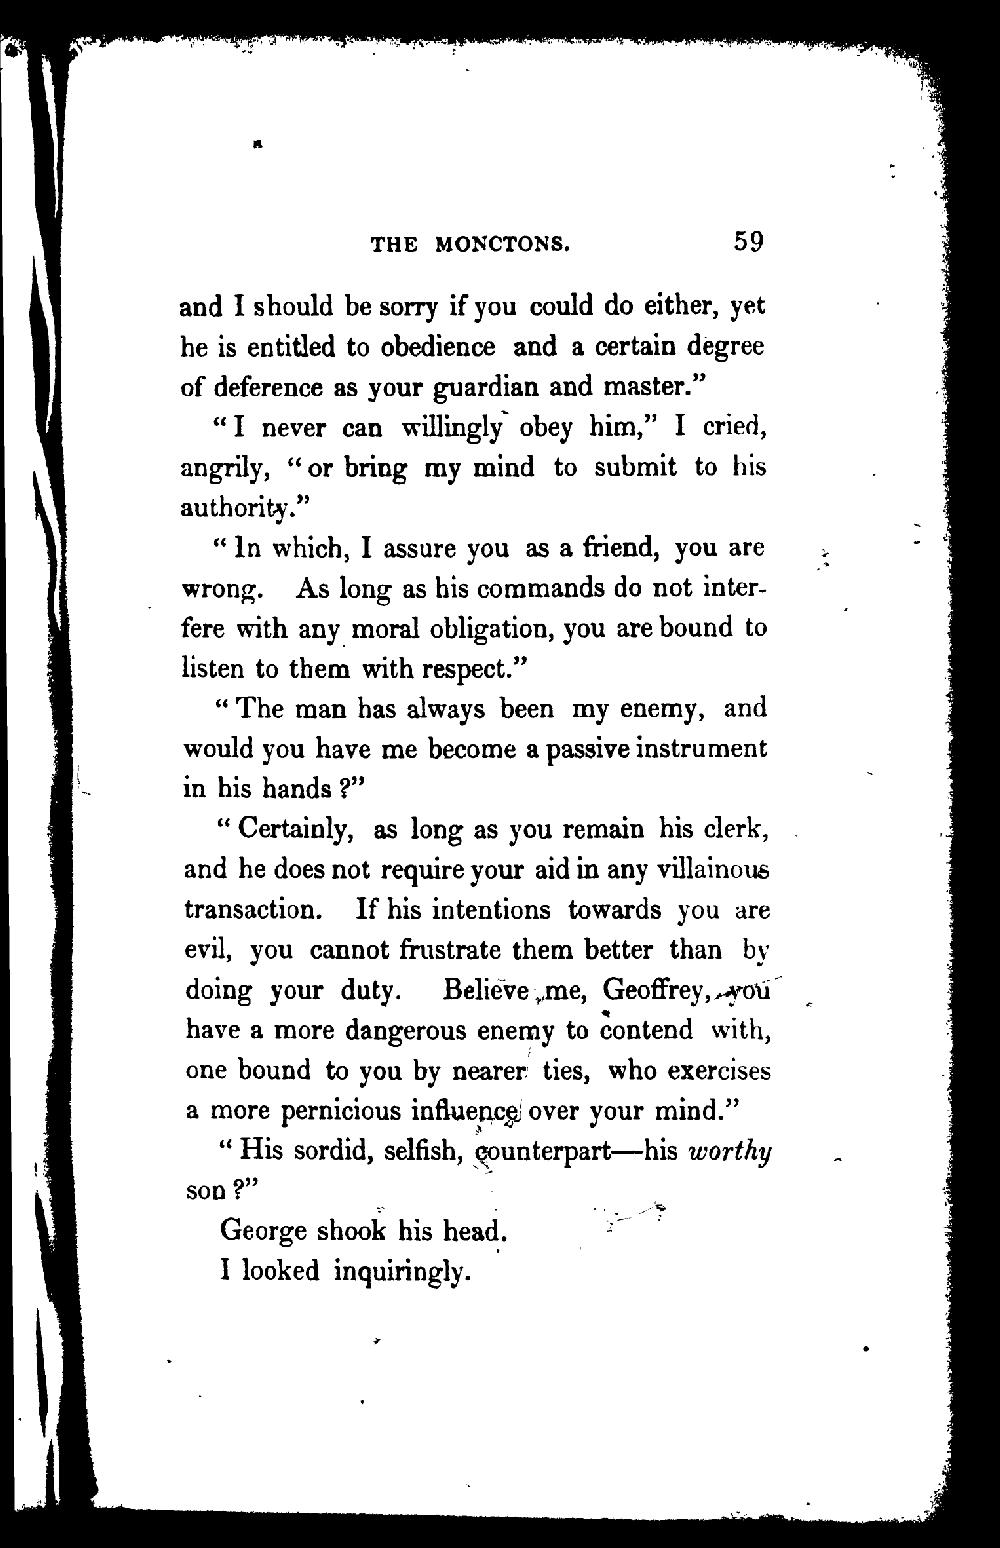 THE MONCTONS. 59
and I should be sorry if you could do either, yet
he is entitled to obedience and a certain degree
of deference as your guardian and master.”
“I never can willingly obey him,” I cried,
angrily, “or bring my mind to submit to his
authority.”
“In which, I assure you as a friend, you are
wrong. As long as his commands do not inter-
fere with any moral obligation, you are bound to
listen to them with respect.”
“The man has always been my enemy, and
would you have me become a passive instrument
in his hands?”
“Certainly, as long as you remain his clerk,
and he does not require your aid in any villainous
transaction. If his intentions towards you are
evil, you cannot frustrate them better than by
doing your duty. Believe me, Geoffrey, you
have a more dangerous enemy to contend with,
one bound to you by nearer ties, who exercises
a more pernicious influence over your mind.”
“His sordid, selfish, counterpart—his worthy
son?”
George shook his head.
I looked inquiringly.